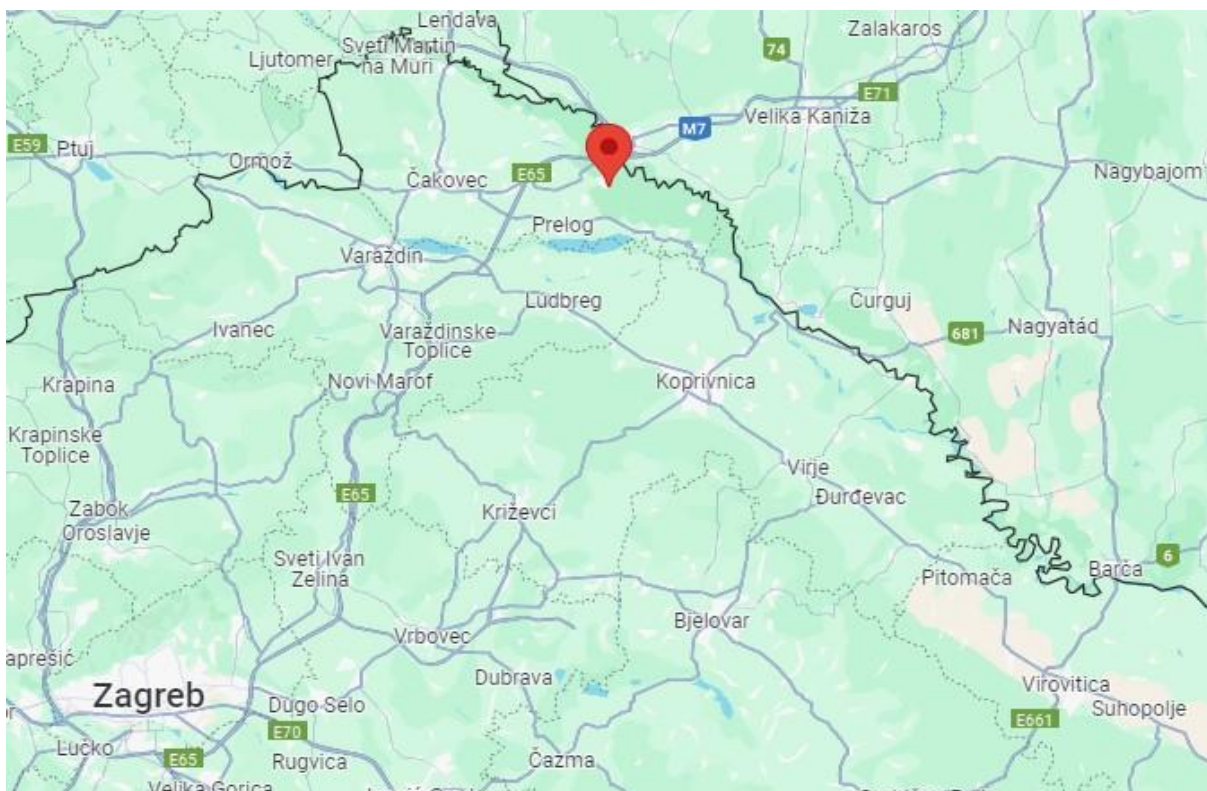 Lendava
Zalakaros
Ljutomer
Sveti Martin
na Muri
74
E71
M7
Velika Kaniža
E59
Ptuj
Ormož
Čakovec
E65
Nagybajom
Prelog
Varaždin
Ludbreg
Čurguj
Ivanec
Varaždinske
Toplice
681
Nagyatád
Krapina
Novi Marof
Koprivnica
Krapinske
Toplice
Virje
Đurđevac
E65
Zabok
Oroslavje
Križevci
Sveti Ivan
Zelina
6
Barča
Pitomača
Vrbovec
Bjelovar
aprešić
Dubrava
Zagreb
Dugo Selo
Virovitica
Suhopolje
E661
E70
Lučko
E65
Rugvica
Čazma
Velika Gorica